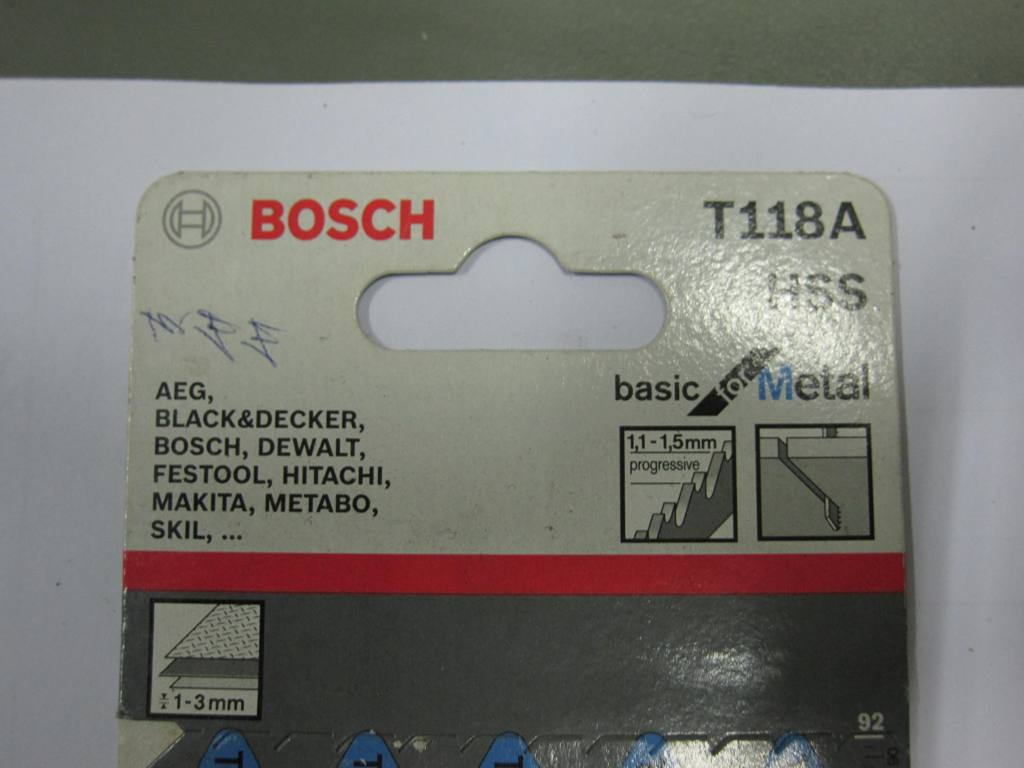 BOSCH
T118A
HSS
AEG,
BLACK&DECKER,
BOSCH, DEWALT,
FESTOOL, HITACHI,
MAKITA, METABO,
SKIL, ...
basic for Metal
1,1-1,5mm
progressive
1-3mm
92
T
T
T